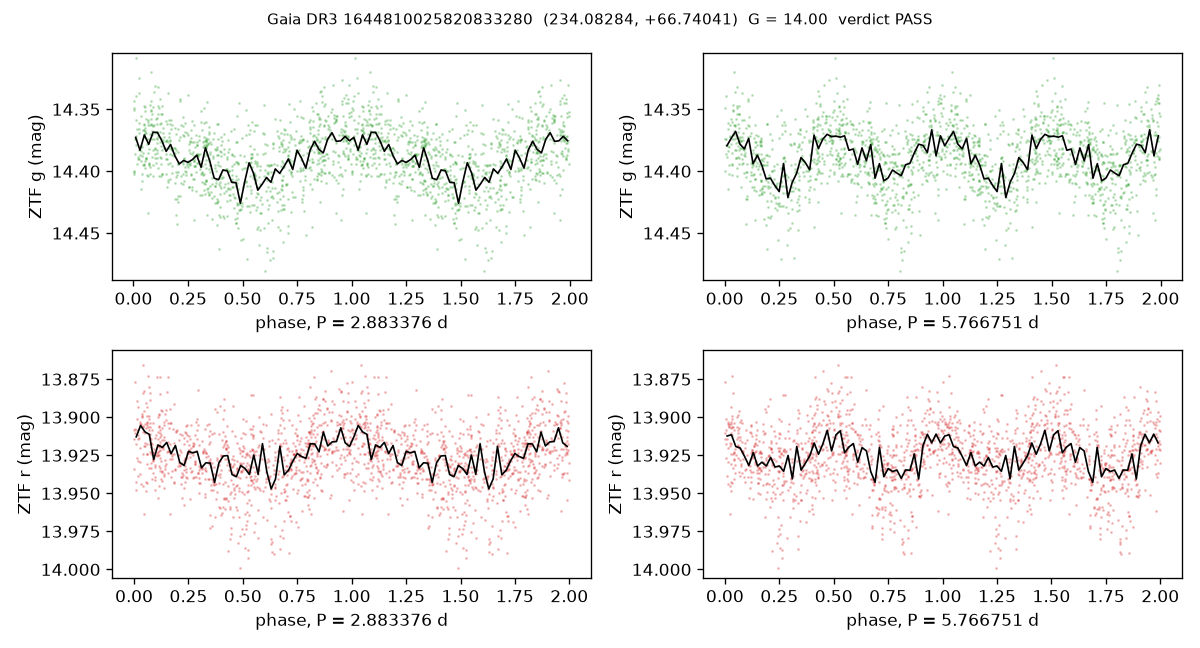 Gaia DR3 1644810025820833280 (234.08284, +66.74041) G = 14.00 verdict PASS
ZTF g (mag)
14.35
14.40
14.45
0.00 0.25 0.50 0.75 1.00 1.25 1.50 1.75 2.00
phase, P = 2.883376 d
ZTF g (mag)
14.35
14.40
14.45
0.00 0.25 0.50 0.75 1.00 1.25 1.50 1.75 2.00
phase, P = 5.766751 d
ZTF r (mag)
13.875
13.900
13.925
13.950
13.975
14.000
0.00 0.25 0.50 0.75 1.00 1.25 1.50 1.75 2.00
phase, P = 2.883376 d
ZTF r (mag)
13.875
13.900
13.925
13.950
13.975
14.000
0.00 0.25 0.50 0.75 1.00 1.25 1.50 1.75 2.00
phase, P = 5.766751 d